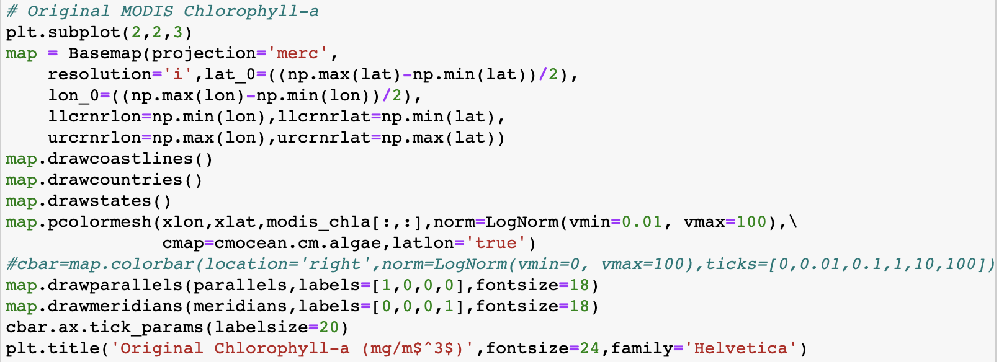 # Original MODIS Chlorophyll-a
plt.subplot(2,2,3)
map = Basemap(projection='merc',
    resolution='i',lat_0=((np.max(lat)-np.min(lat))/2),
    lon_0=((np.max(lon)-np.min(lon))/2),
    llcrnrlon=np.min(lon),llcrnrlat=np.min(lat),
    urcrnrlon=np.max(lon),urcrnrlat=np.max(lat))
map.drawcoastlines()
map.drawcountries()
map.drawstates()
map.pcolormesh(xlon,xlat,modis_chla[:,:],norm=LogNorm(vmin=0.01, vmax=100),\
               cmap=cmocean.cm.algae,latlon='true')
#cbar=map.colorbar(location='right',norm=LogNorm(vmin=0, vmax=100),ticks=[0,0.01,0.1,1,10,100])
map.drawparallels(parallels,labels=[1,0,0,0],fontsize=18)
map.drawmeridians(meridians,labels=[0,0,0,1],fontsize=18)
cbar.ax.tick_params(labelsize=20)
plt.title('Original Chlorophyll-a (mg/m$^3$)',fontsize=24,family='Helvetica')